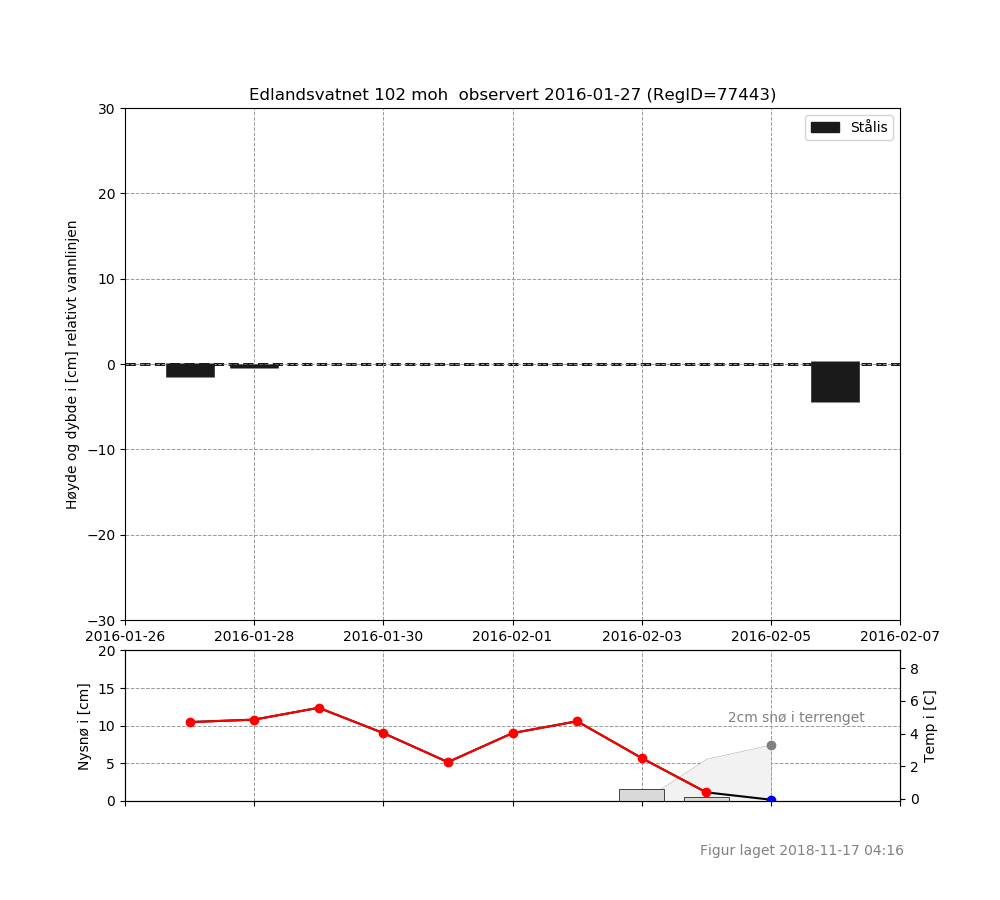 Edlandsvatnet 102 moh  observert 2016-01-27 (RegID=77443)
Stålis
30
20
10
0
−10
−20
−30
Høyde og dybde i [cm] relativt vannlinjen
2016-01-26 2016-01-28 2016-01-30 2016-02-01 2016-02-03 2016-02-05 2016-02-07
20
15
10
5
0
Nysnø i [cm]
2cm snø i terrenget
8
6
4
2
0
Temp i [C]
Figur laget 2018-11-17 04:16